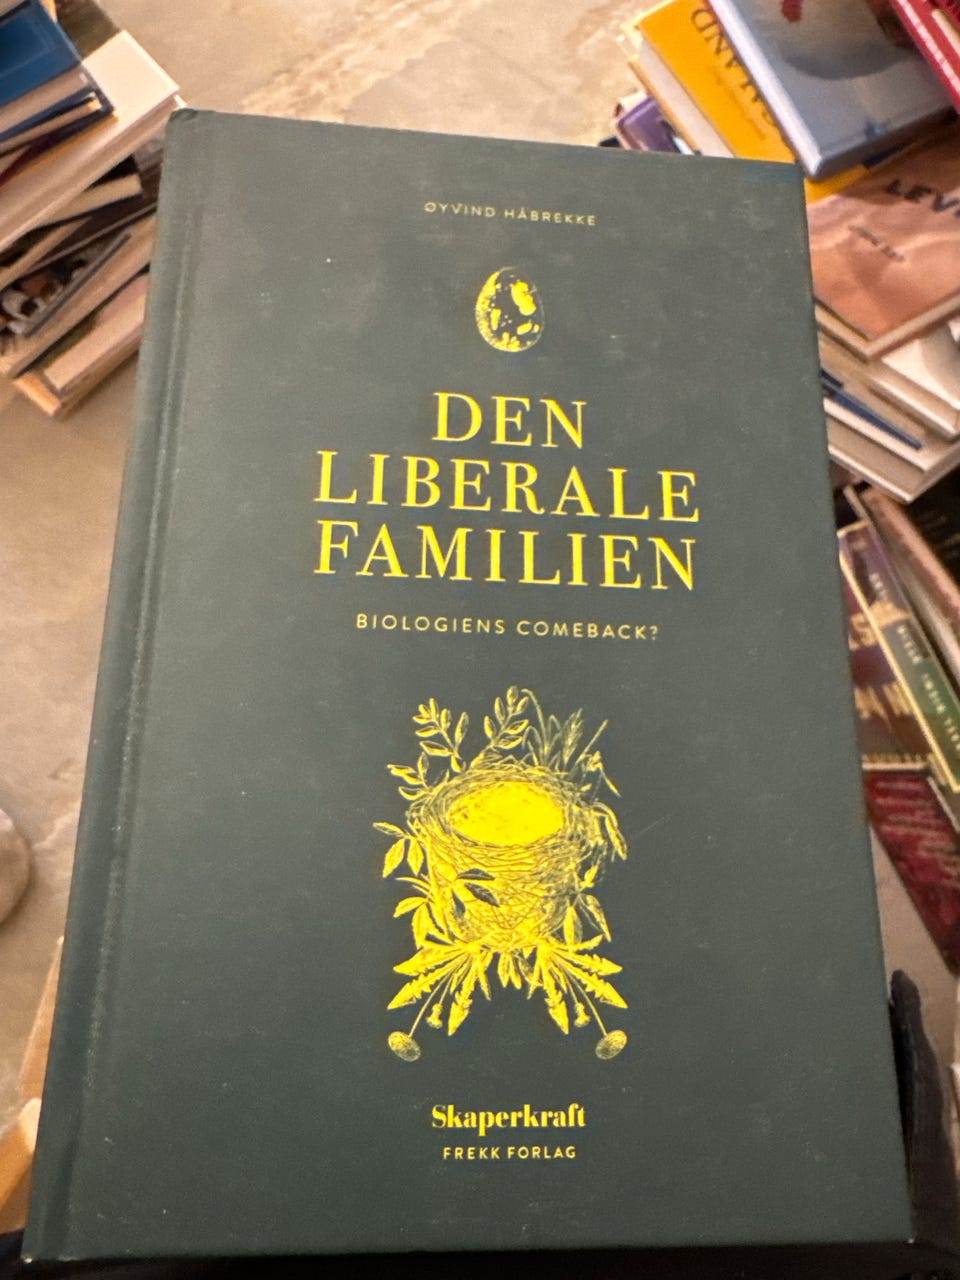 ØYVIND HÅBREKKE
DEN
LIBERALE
FAMILIEN
BIOLOGIENS COMEBACK?
Skaperkraft
FREKK FORLAG